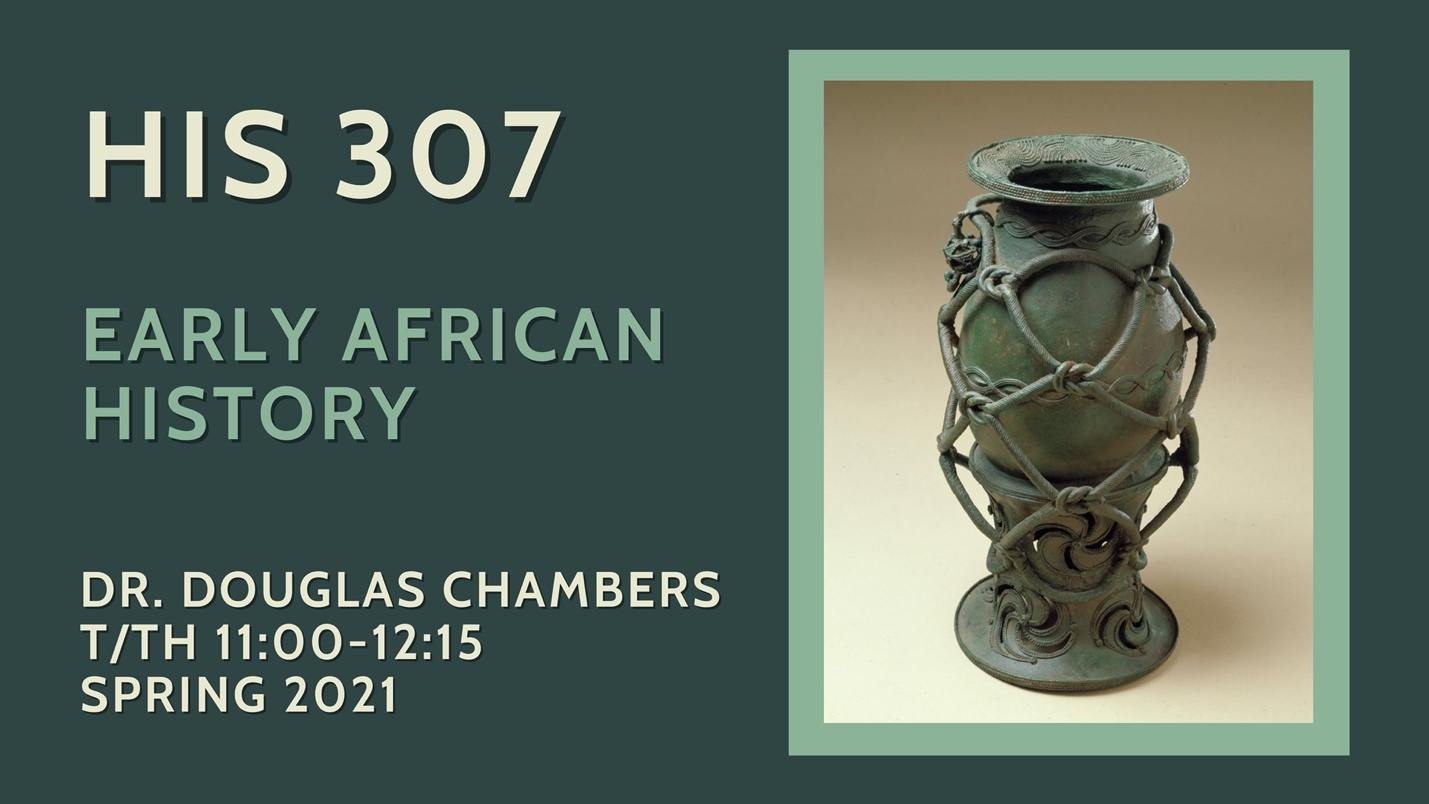 HIS 307
EARLY AFRICAN
HISTORY
DR. DOUGLAS CHAMBERS
T/TH 11:00-12:15
SPRING 2021